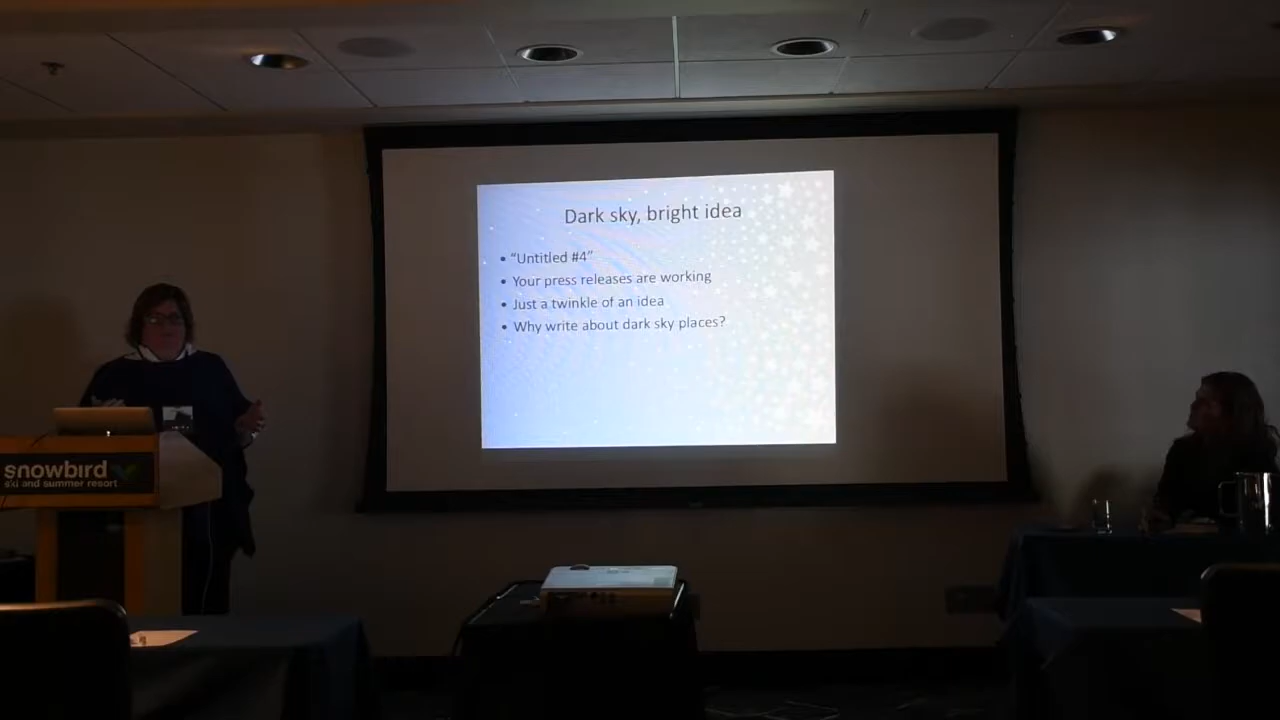 Dark sky, bright idea
• “Untitled #4”
• Your press releases are working
• Just a twinkle of an idea
• Why write about dark sky places?
snowbird
ski and summer resort